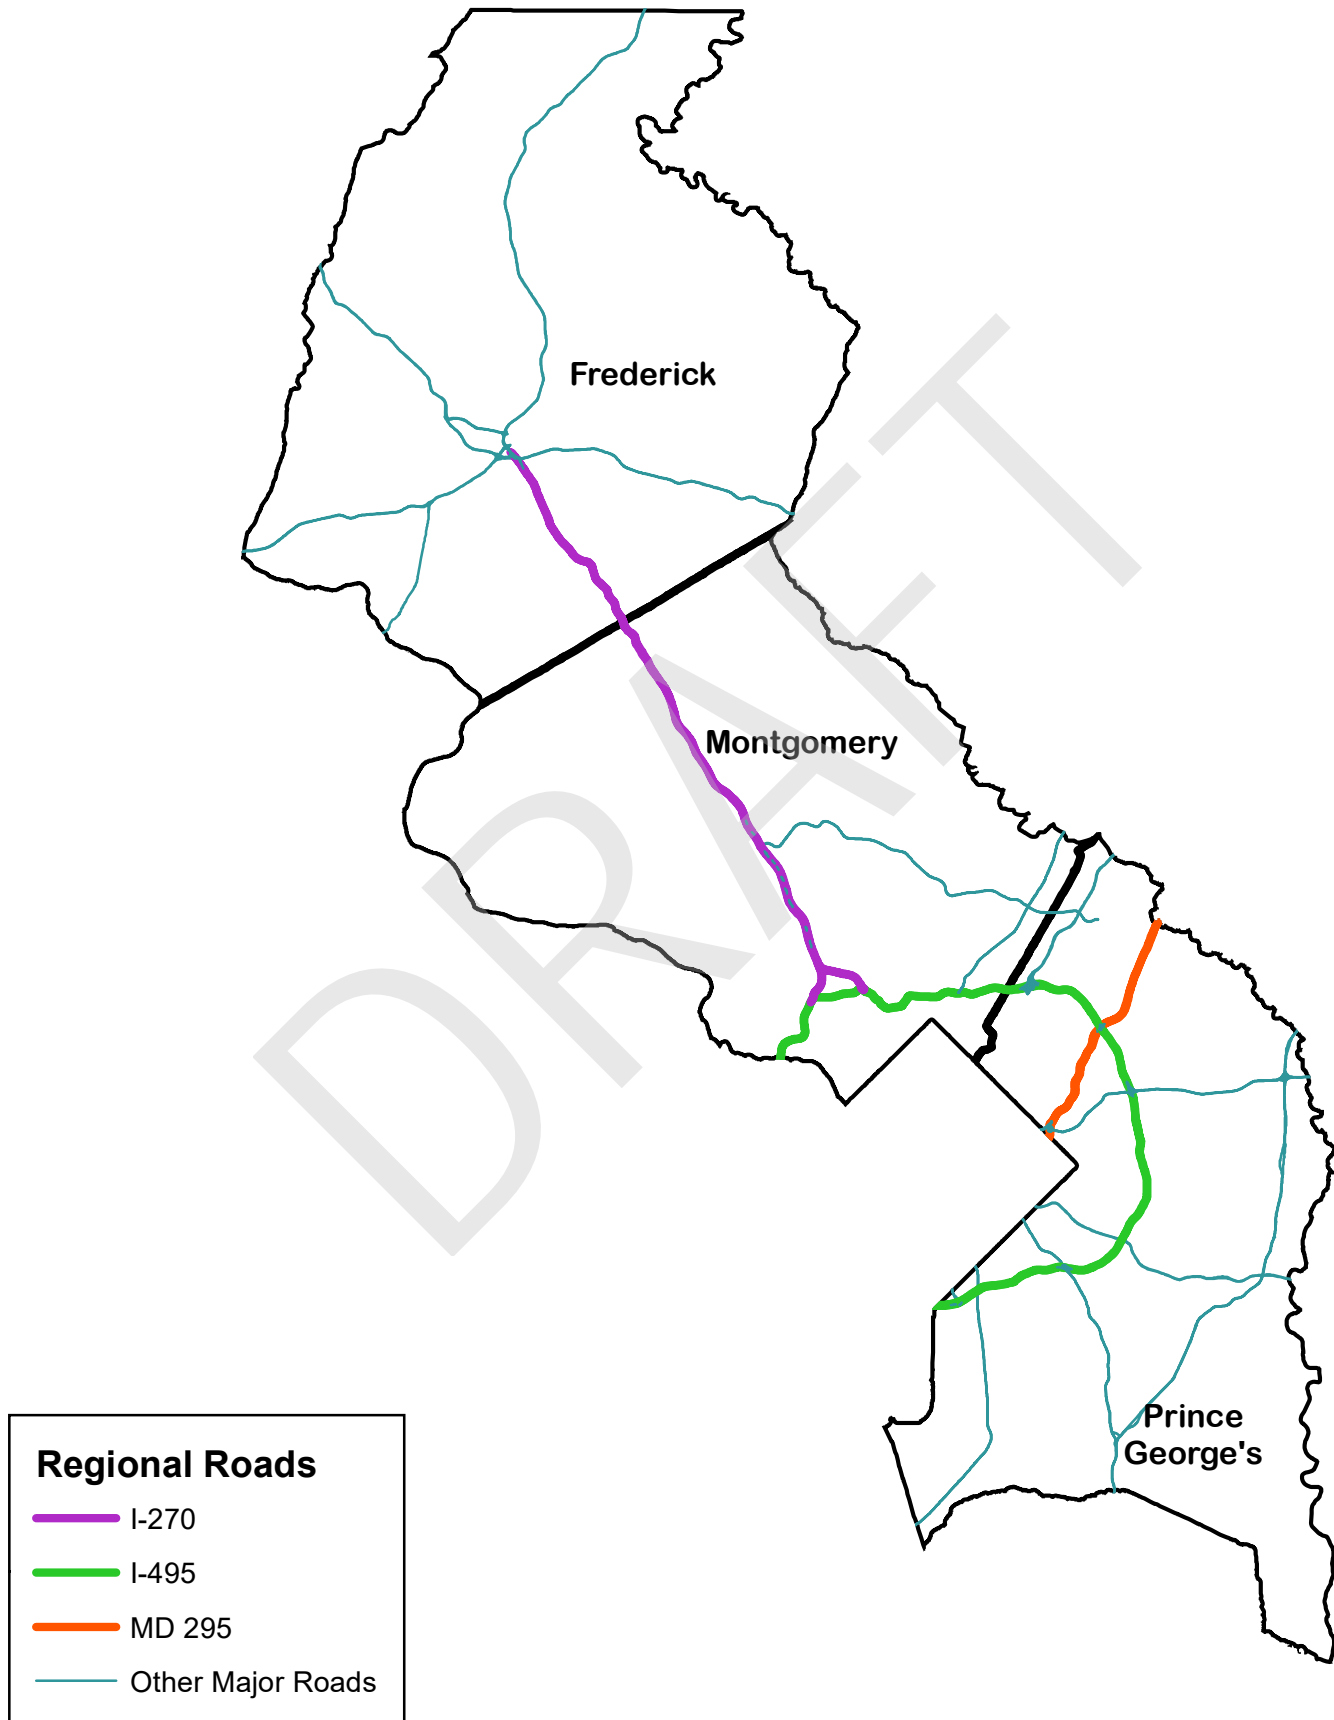 Frederick
Montgomery
DRAFT
Prince
George's
Regional Roads
I-270
I-495
MD 295
Other Major Roads